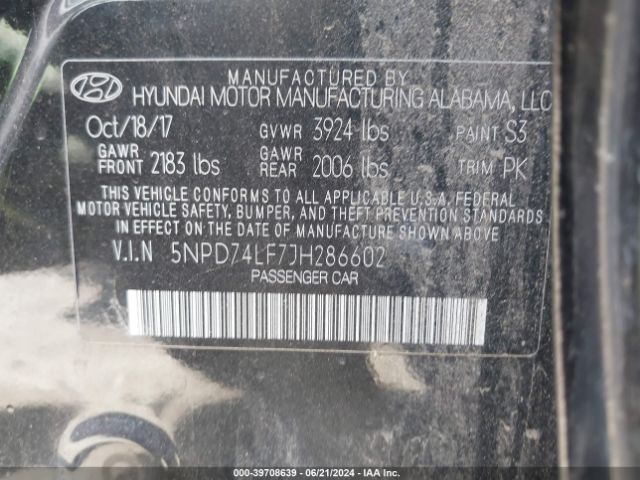 MANUFACTURED BY
HYUNDAI MOTOR MANUFACTURING ALABAMA, LLC
Oct/18/17 GVWR 3924 lbs PAINT S3
GAWR FRONT 2183 lbs GAWR REAR 2006 lbs TRIM PK
THIS VEHICLE CONFORMS TO ALL APPLICABLE U.S.A. FEDERAL
MOTOR VEHICLE SAFETY, BUMPER, AND THEFT PREVENTION STANDARDS
IN EFFECT ON THE DATE OF MANUFACTURE SHOWN ABOVE.
V.I.N 5NPD74LF7JH286602
PASSENGER CAR
000-39708639 - 06/21/2024 - IAA Inc.